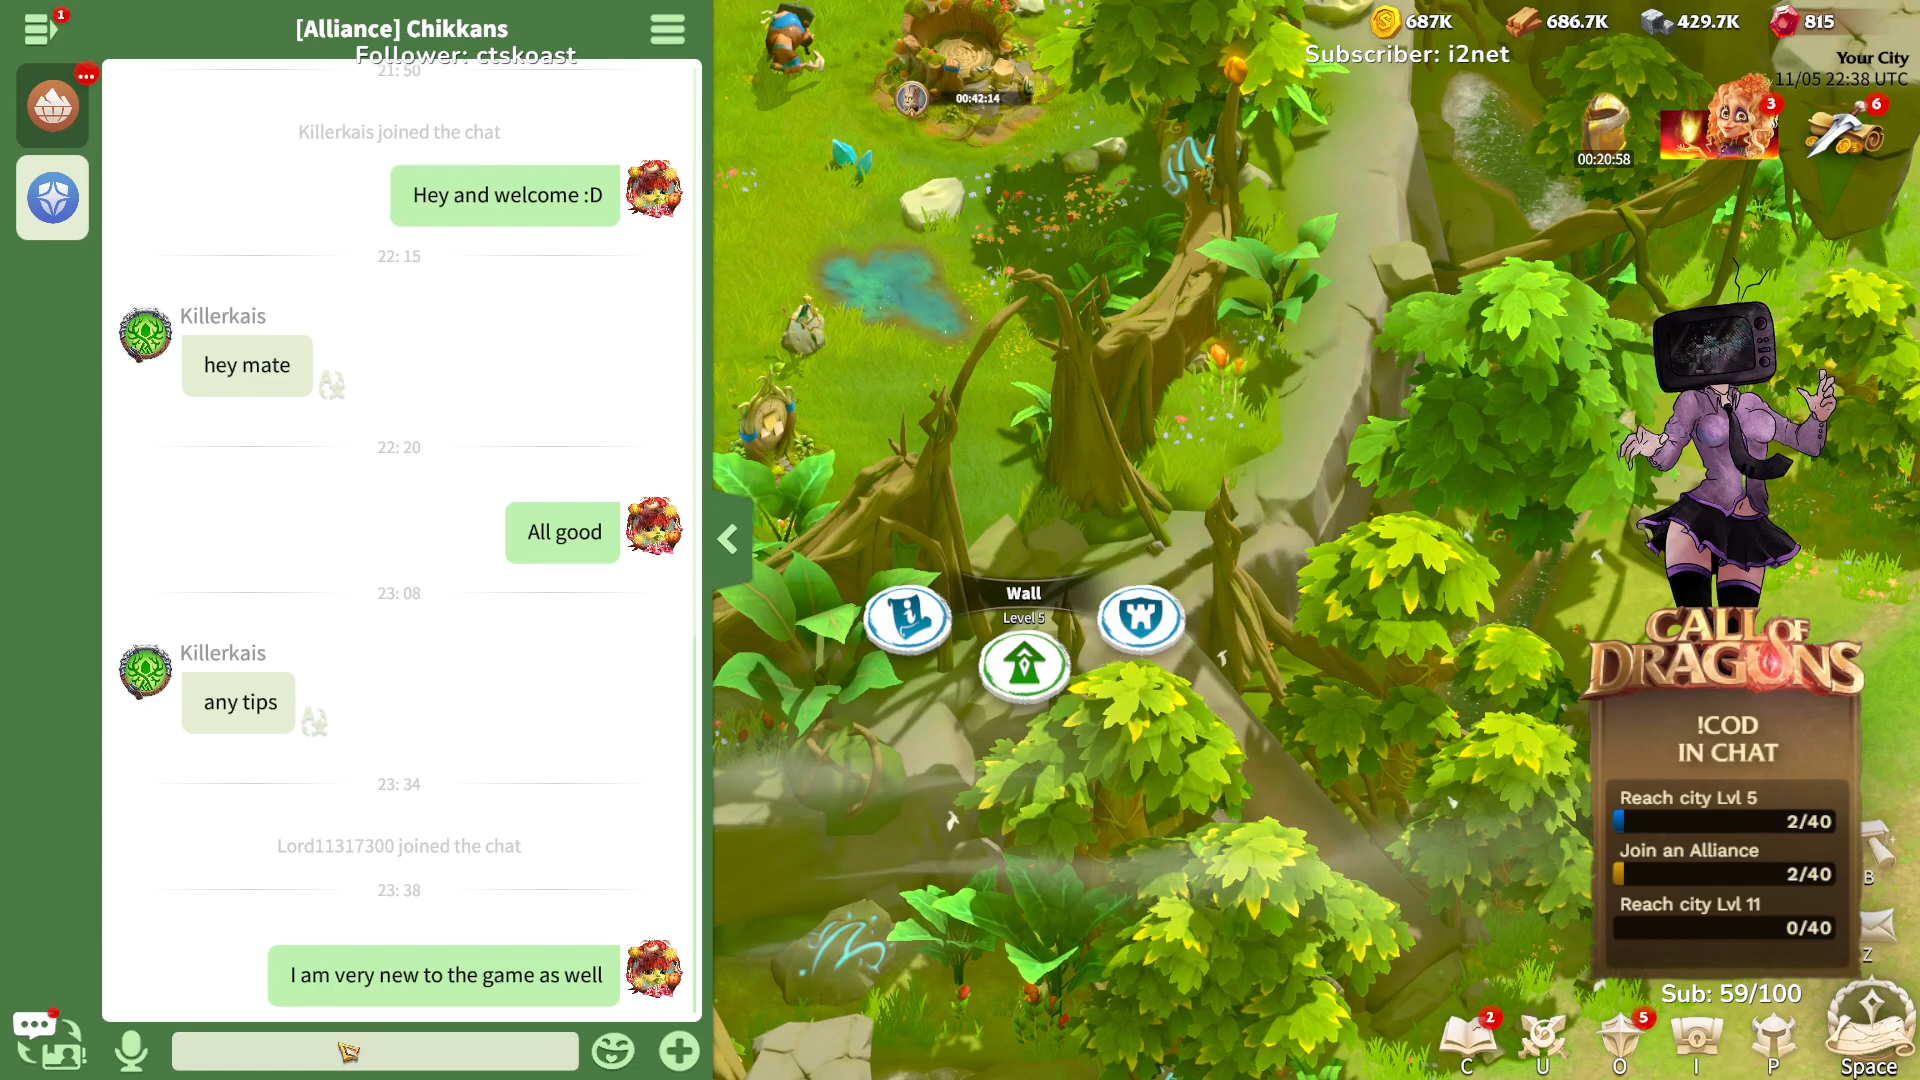 1
[Alliance] Chikkans
Follower: ctskoast
21:50
Killerkais joined the chat
Hey and welcome :D
22:15
Killerkais
hey mate
22:20
All good
23:08
Killerkais
any tips
23:34
Lord11317300 joined the chat
23:38
I am very new to the game as well
00:42:14
687K
686.7K
429.7K
815
Subscriber: i2net
Your City
11/05 22:38 UTC
3
6
00:20:58
Wall
Level 5
CALL OF
DRAGONS
!COD
IN CHAT
Reach city Lvl 5
2/40
Join an Alliance
2/40
Reach city Lvl 11
0/40
B
Z
Sub: 59/100
2
5
C
U
O
I
P
Space